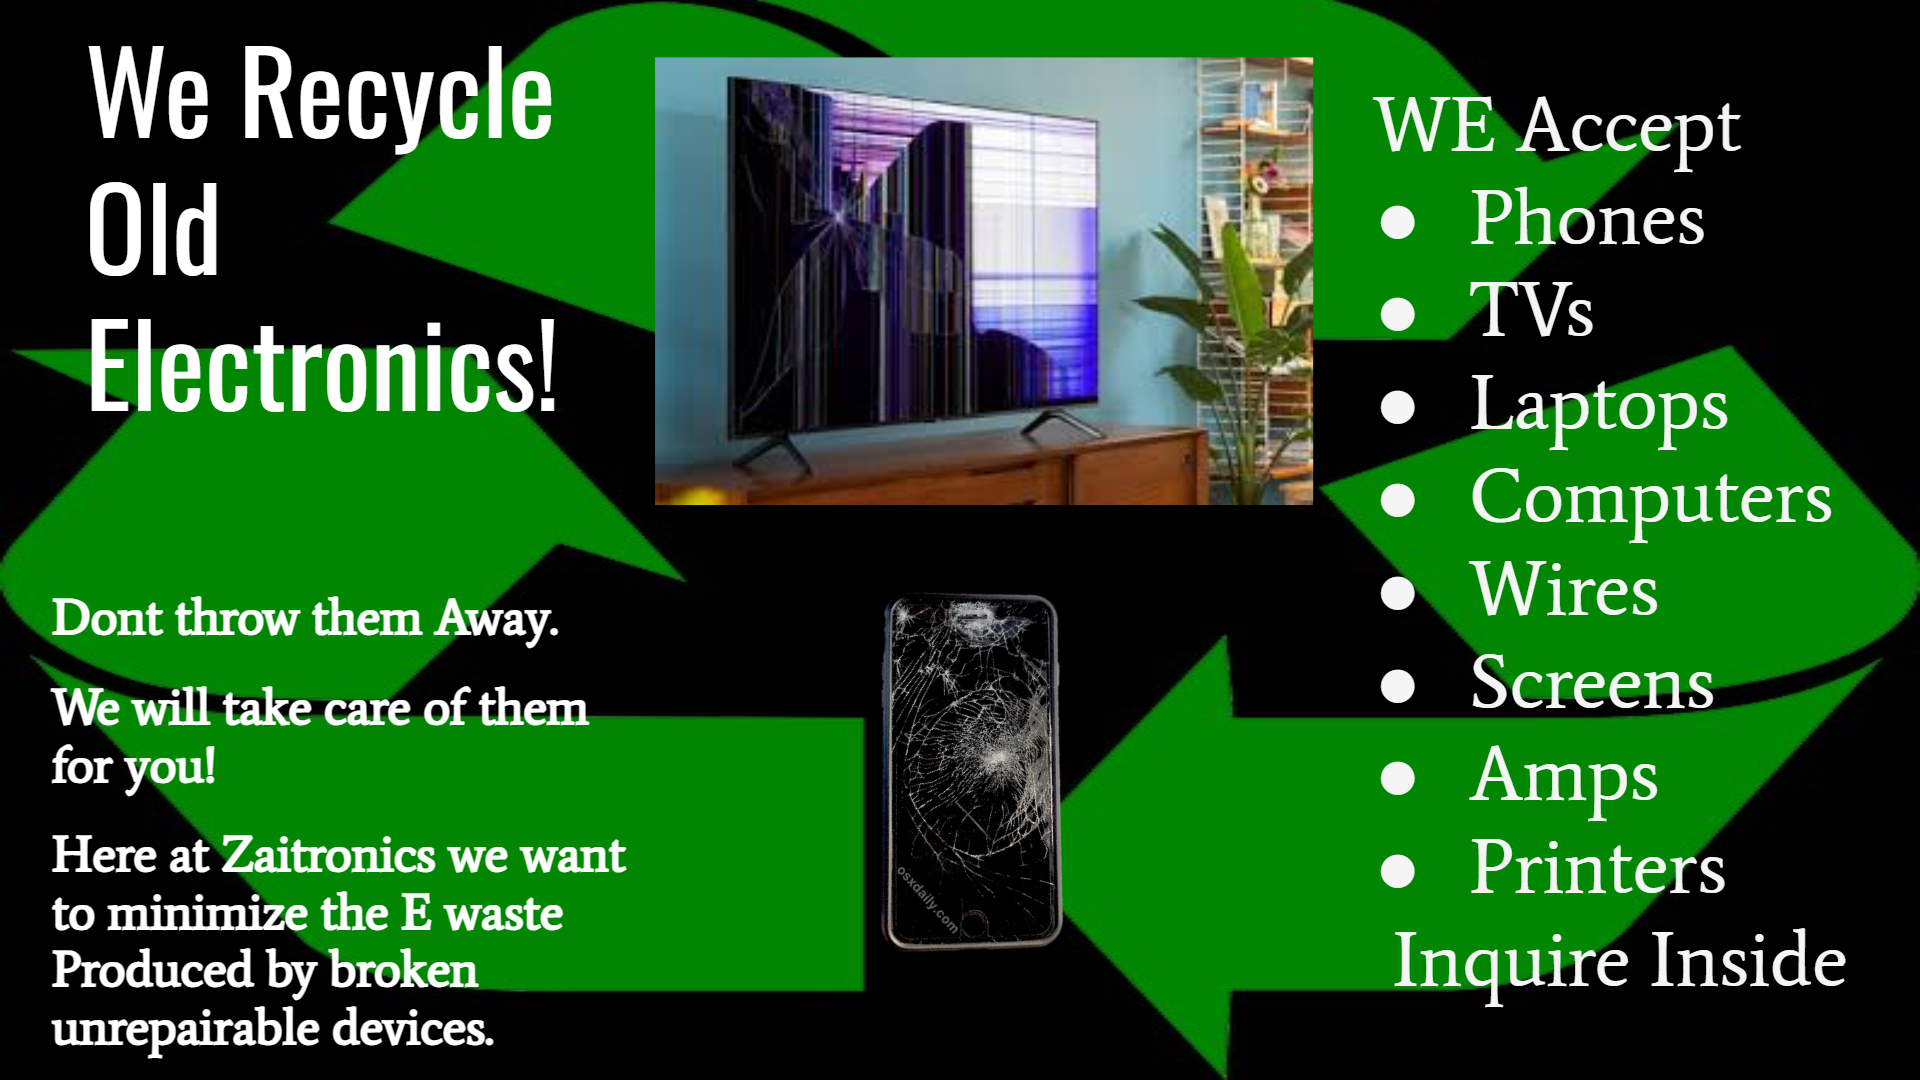 We Recycle
Old
Electronics!
Dont throw them Away.
We will take care of them
for you!
Here at Zaitronics we want
to minimize the E waste
Produced by broken
unrepairable devices.
osxdaily.com
WE Accept
● Phones
● TVs
● Laptops
● Computers
● Wires
● Screens
● Amps
● Printers
Inquire Inside